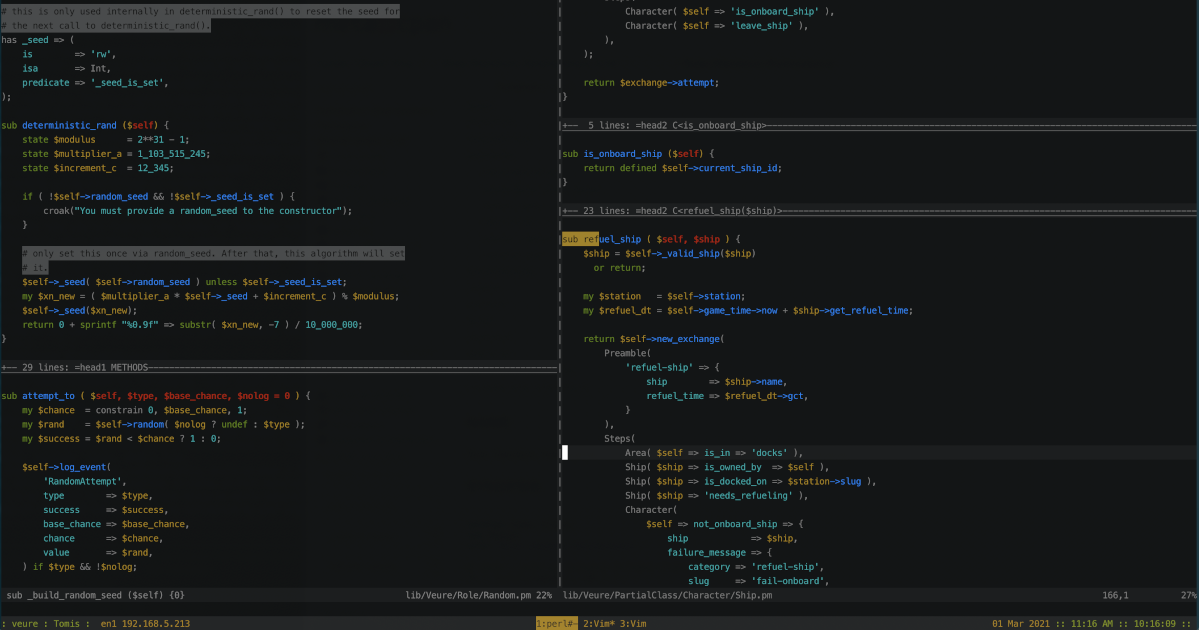 # this is only used internally in deterministic_rand() to reset the seed for
# the next call to deterministic_rand().
has _seed => (
    is        => 'rw',
    isa       => Int,
    predicate => '_seed_is_set',
);
sub deterministic_rand ($self) {
    state $modulus      = 2**31 - 1;
    state $multiplier_a = 1_103_515_245;
    state $increment_c  = 12_345;
    if ( !$self->random_seed && !$self->_seed_is_set ) {
        croak("You must provide a random_seed to the constructor");
    }
    # only set this once via random_seed. After that, this algorithm will set
    # it.
    $self->_seed( $self->random_seed ) unless $self->_seed_is_set;
    my $xn_new = ( $multiplier_a * $self->_seed + $increment_c ) % $modulus;
    $self->_seed($xn_new);
    return 0 + sprintf "%0.9f" => substr( $xn_new, -7 ) / 10_000_000;
}
+-- 29 lines: =head1 METHODS
sub attempt_to ( $self, $type, $base_chance, $nolog = 0 ) {
    my $chance  = constrain 0, $base_chance, 1;
    my $rand    = $self->random( $nolog ? undef : $type );
    my $success = $rand < $chance ? 1 : 0;
    $self->log_event(
        'RandomAttempt',
        type        => $type,
        success     => $success,
        base_chance => $base_chance,
        chance      => $chance,
        value       => $rand,
    ) if $type && !$nolog;
sub _build_random_seed ($self) {0} lib/Veure/Role/Random.pm 22%
            Character( $self => 'is_onboard_ship' ),
            Character( $self => 'leave_ship' ),
        ),
    );
    return $exchange->attempt;
}
+-- 5 lines: =head2 C<is_onboard_ship>
sub is_onboard_ship ($self) {
    return defined $self->current_ship_id;
}
+-- 23 lines: =head2 C<refuel_ship($ship)>
sub refuel_ship ( $self, $ship ) {
    $ship = $self->_valid_ship($ship)
      or return;
    my $station   = $self->station;
    my $refuel_dt = $self->game_time->now + $ship->get_refuel_time;
    return $self->new_exchange(
        Preamble(
            'refuel-ship' => {
                ship        => $ship->name,
                refuel_time => $refuel_dt->gct,
            }
        ),
        Steps(
            Area( $self => is_in => 'docks' ),
            Ship( $ship => is_owned_by  => $self ),
            Ship( $ship => is_docked_on => $station->slug ),
            Ship( $ship => 'needs_refueling' ),
            Character(
                $self => not_onboard_ship => {
                    ship            => $ship,
                    failure_message => {
                        category => 'refuel-ship',
                        slug     => 'fail-onboard',
lib/Veure/PartialClass/Character/Ship.pm 166,1 27%
: veure : Tomis :  en1 192.168.5.213 1:perl#- 2:Vim* 3:Vim 01 Mar 2021 :: 11:16 AM :: 10:16:09 ::